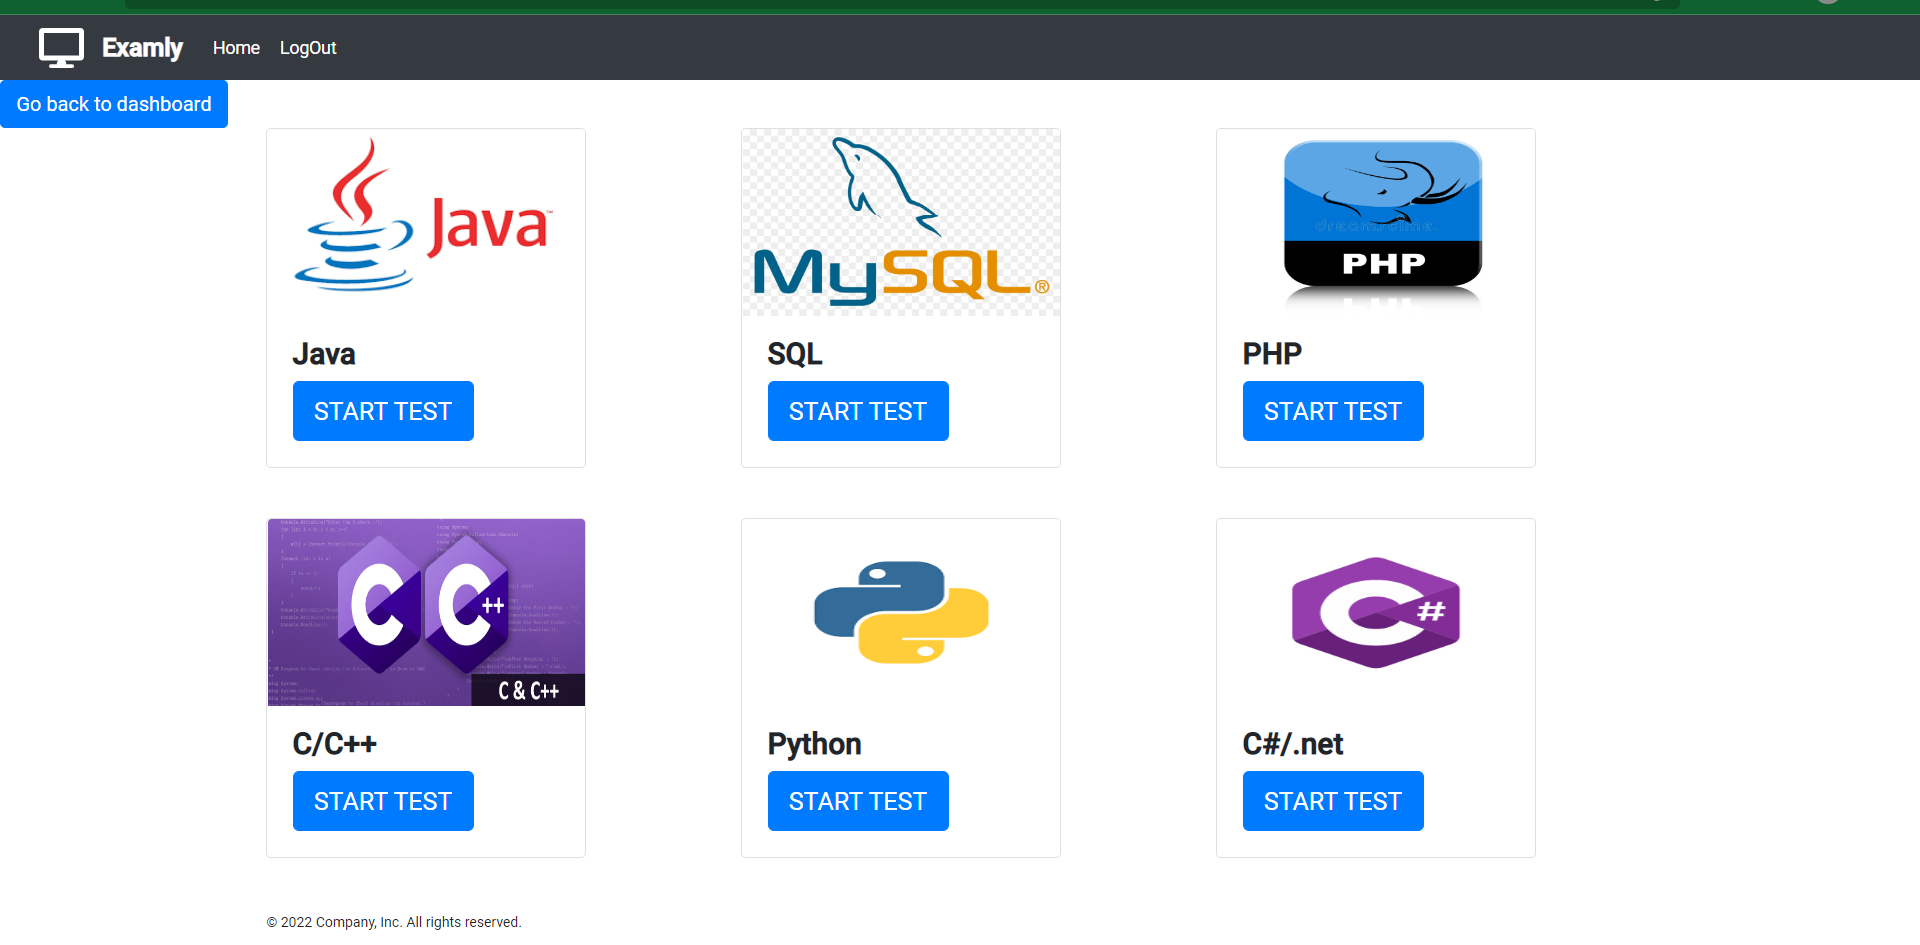 Examly Home LogOut
Go back to dashboard
Java™
MySQL®
dreamstime.
PHP
Java
SQL
PHP
START TEST
START TEST
START TEST
C C++
C & C++
C#
C/C++
Python
C#/.net
START TEST
START TEST
START TEST
© 2022 Company, Inc. All rights reserved.